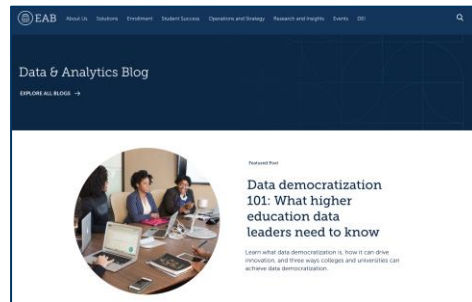 EAB About Us Solutions Enrollment Student Success Operations and Strategy Research and Insights Events DEI
Data & Analytics Blog
EXPLORE ALL BLOGS →
Featured Post
Data democratization
101: What higher
education data
leaders need to know
Learn what data democratization is, how it can drive
innovation, and three ways colleges and universities can
achieve data democratization.